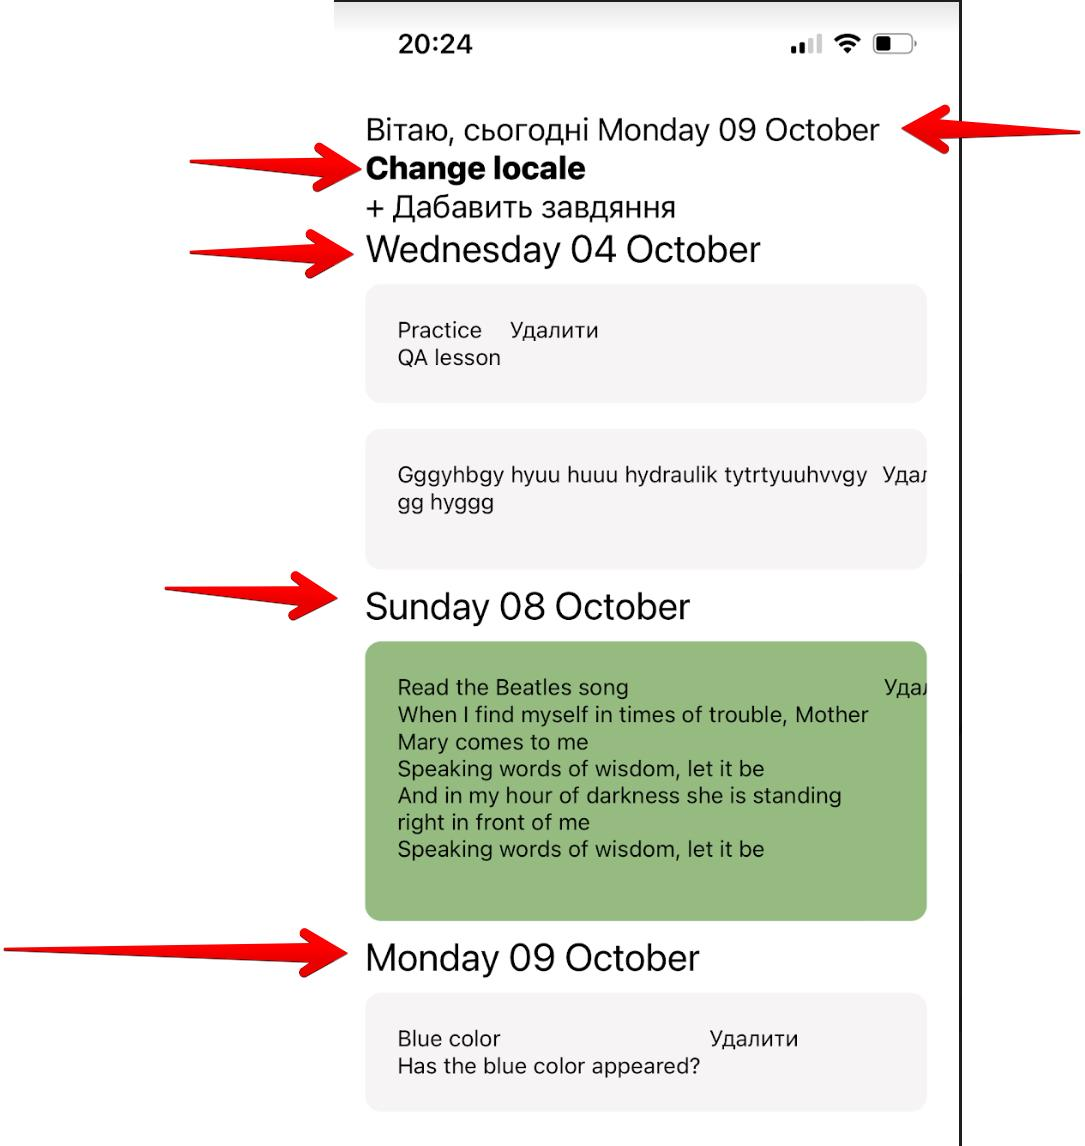 20:24
Вітаю, сьогодні Monday 09 October
Change locale
+ Дабавить завдяння
Wednesday 04 October
Practice Удалити
QA lesson
Gggyhbgy hyuu huuu hydraulik tytrtyuuhvvgy Удал
gg hyggg
Sunday 08 October
Read the Beatles song Удал
When I find myself in times of trouble, Mother
Mary comes to me
Speaking words of wisdom, let it be
And in my hour of darkness she is standing
right in front of me
Speaking words of wisdom, let it be
Monday 09 October
Blue color Удалити
Has the blue color appeared?